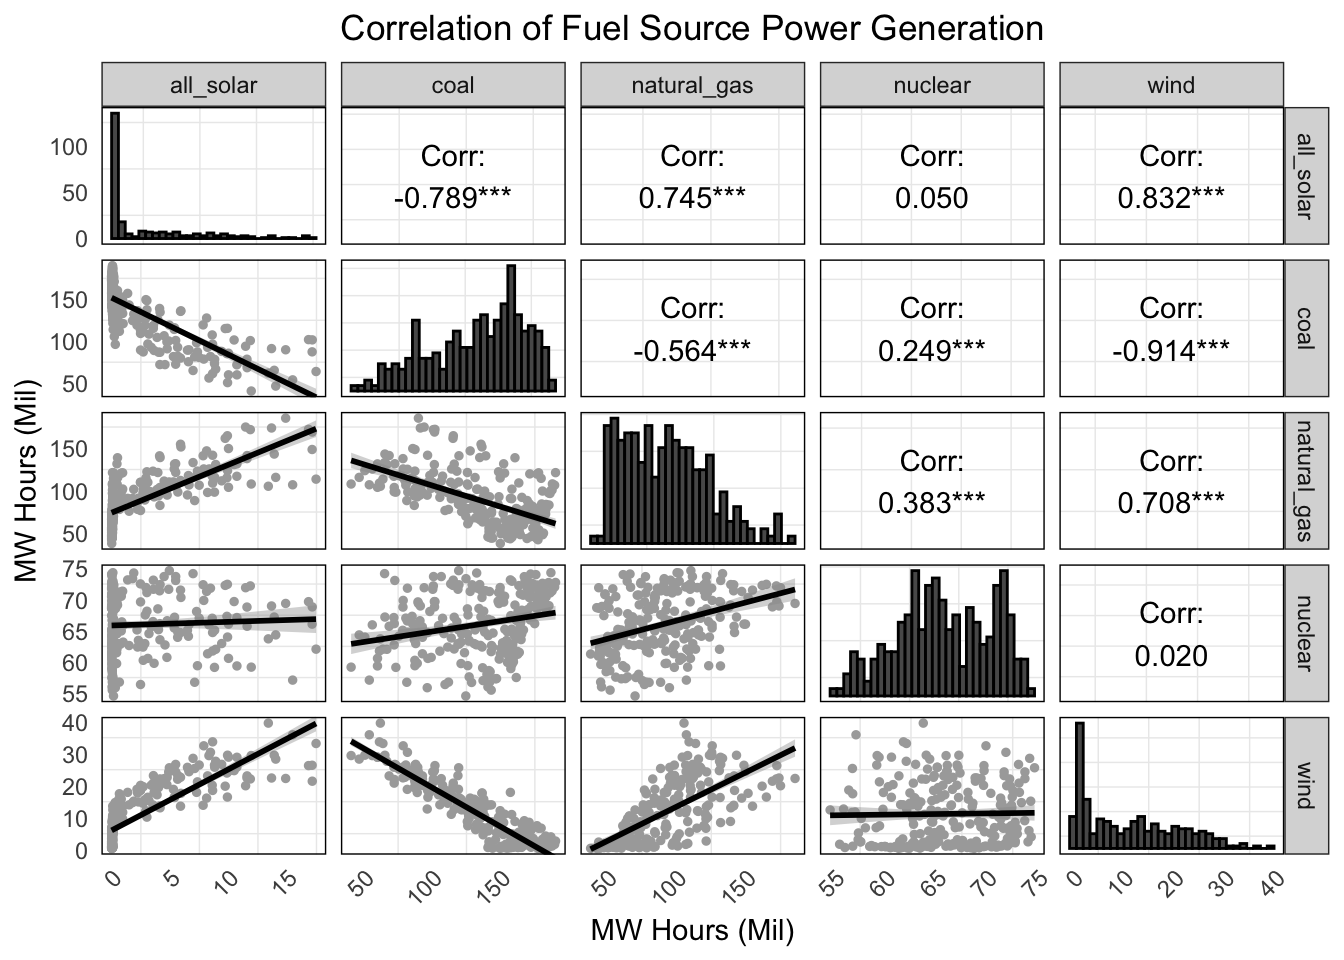 Correlation of Fuel Source Power Generation
all_solar
coal
natural_gas
nuclear
wind
100
50
0
Corr:
-0.789***
Corr:
0.745***
Corr:
0.050
Corr:
0.832***
all_solar
150
100
50
Corr:
-0.564***
Corr:
0.249***
Corr:
-0.914***
coal
MW Hours (Mil)
150
100
50
Corr:
0.383***
Corr:
0.708***
natural_gas
75
70
65
60
55
Corr:
0.020
nuclear
40
30
20
10
0
wind
0
5
10
15
50
100
150
50
100
150
55
60
65
70
75
0
10
20
30
40
MW Hours (Mil)